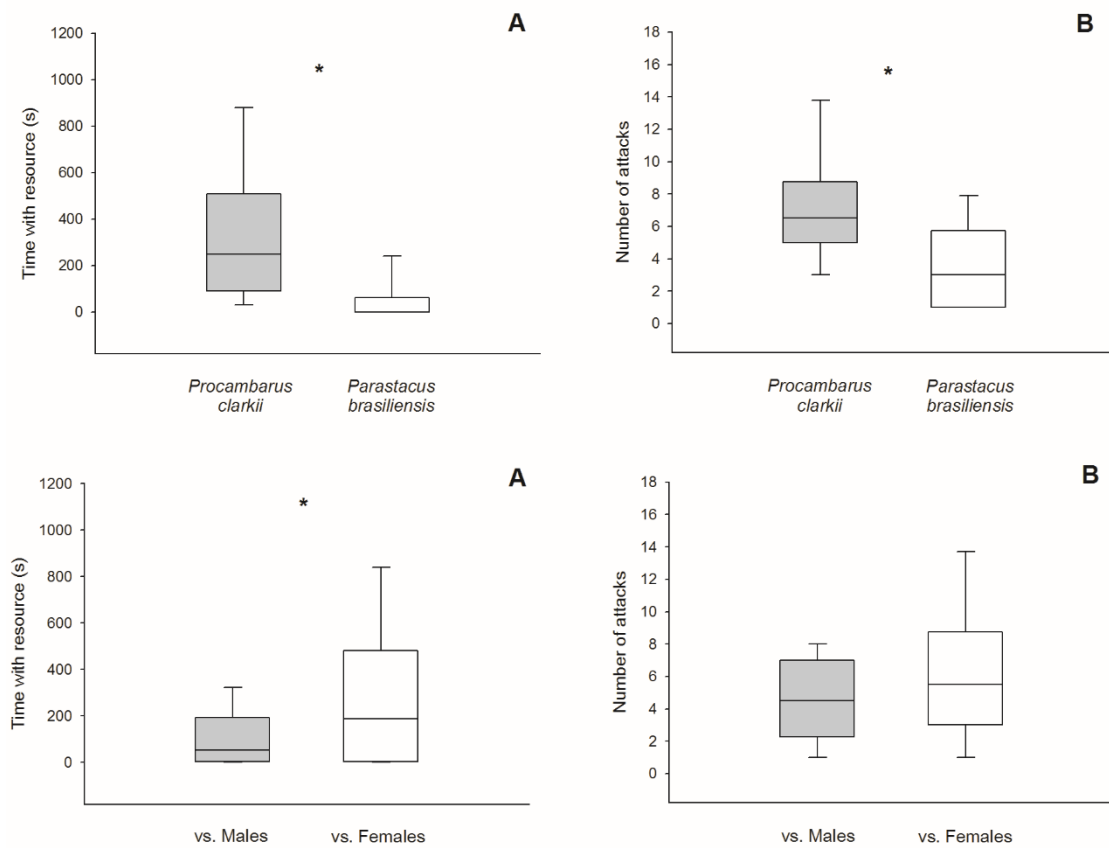 A
*
1200
1000
800
600
400
200
0
Time with resource (s)
Procambarus
clarkii
Parastacus
brasiliensis
B
*
18
16
14
12
10
8
6
4
2
0
Number of attacks
Procambarus
clarkii
Parastacus
brasiliensis
A
*
1200
1000
800
600
400
200
0
Time with resource (s)
vs. Males
vs. Females
B
18
16
14
12
10
8
6
4
2
0
Number of attacks
vs. Males
vs. Females